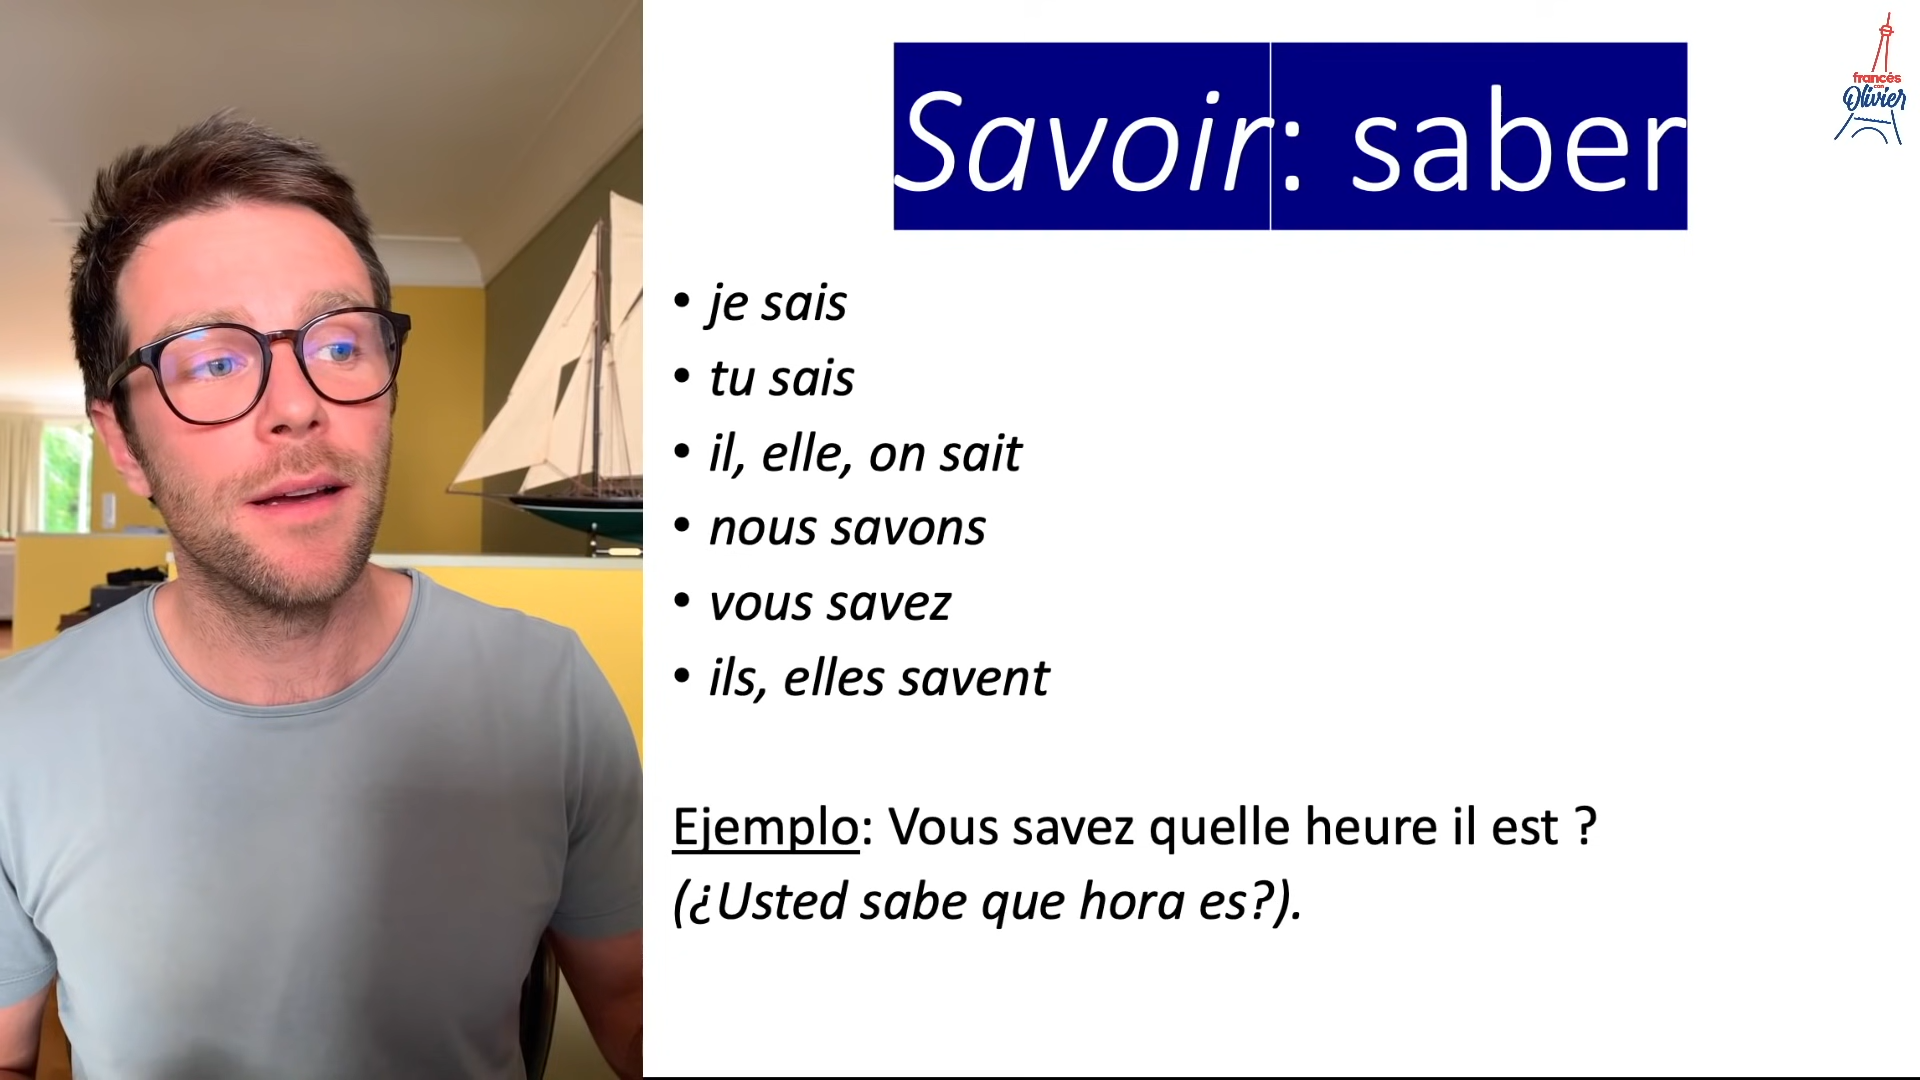 Savoir: saber
francés
con
Olivier
• je sais
• tu sais
• il, elle, on sait
• nous savons
• vous savez
• ils, elles savent
Ejemplo: Vous savez quelle heure il est ?
(¿Usted sabe que hora es?).